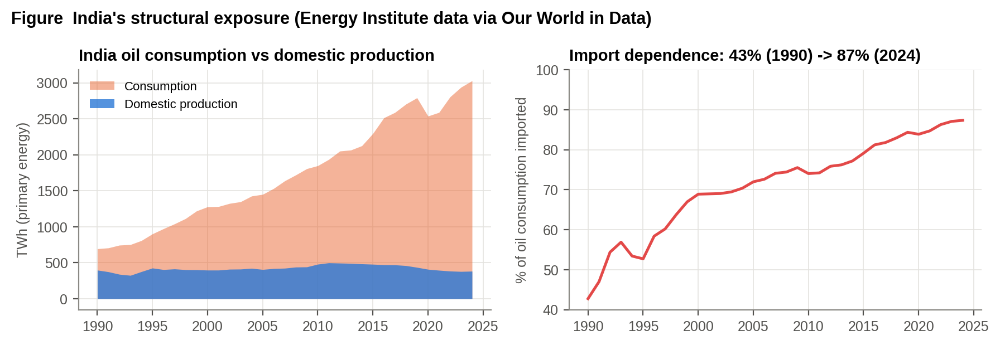 Figure  India's structural exposure (Energy Institute data via Our World in Data)
India oil consumption vs domestic production
TWh (primary energy)
3000
2500
2000
1500
1000
500
0
Consumption
Domestic production
1990 1995 2000 2005 2010 2015 2020 2025
Import dependence: 43% (1990) -> 87% (2024)
% of oil consumption imported
100
90
80
70
60
50
40
1990 1995 2000 2005 2010 2015 2020 2025